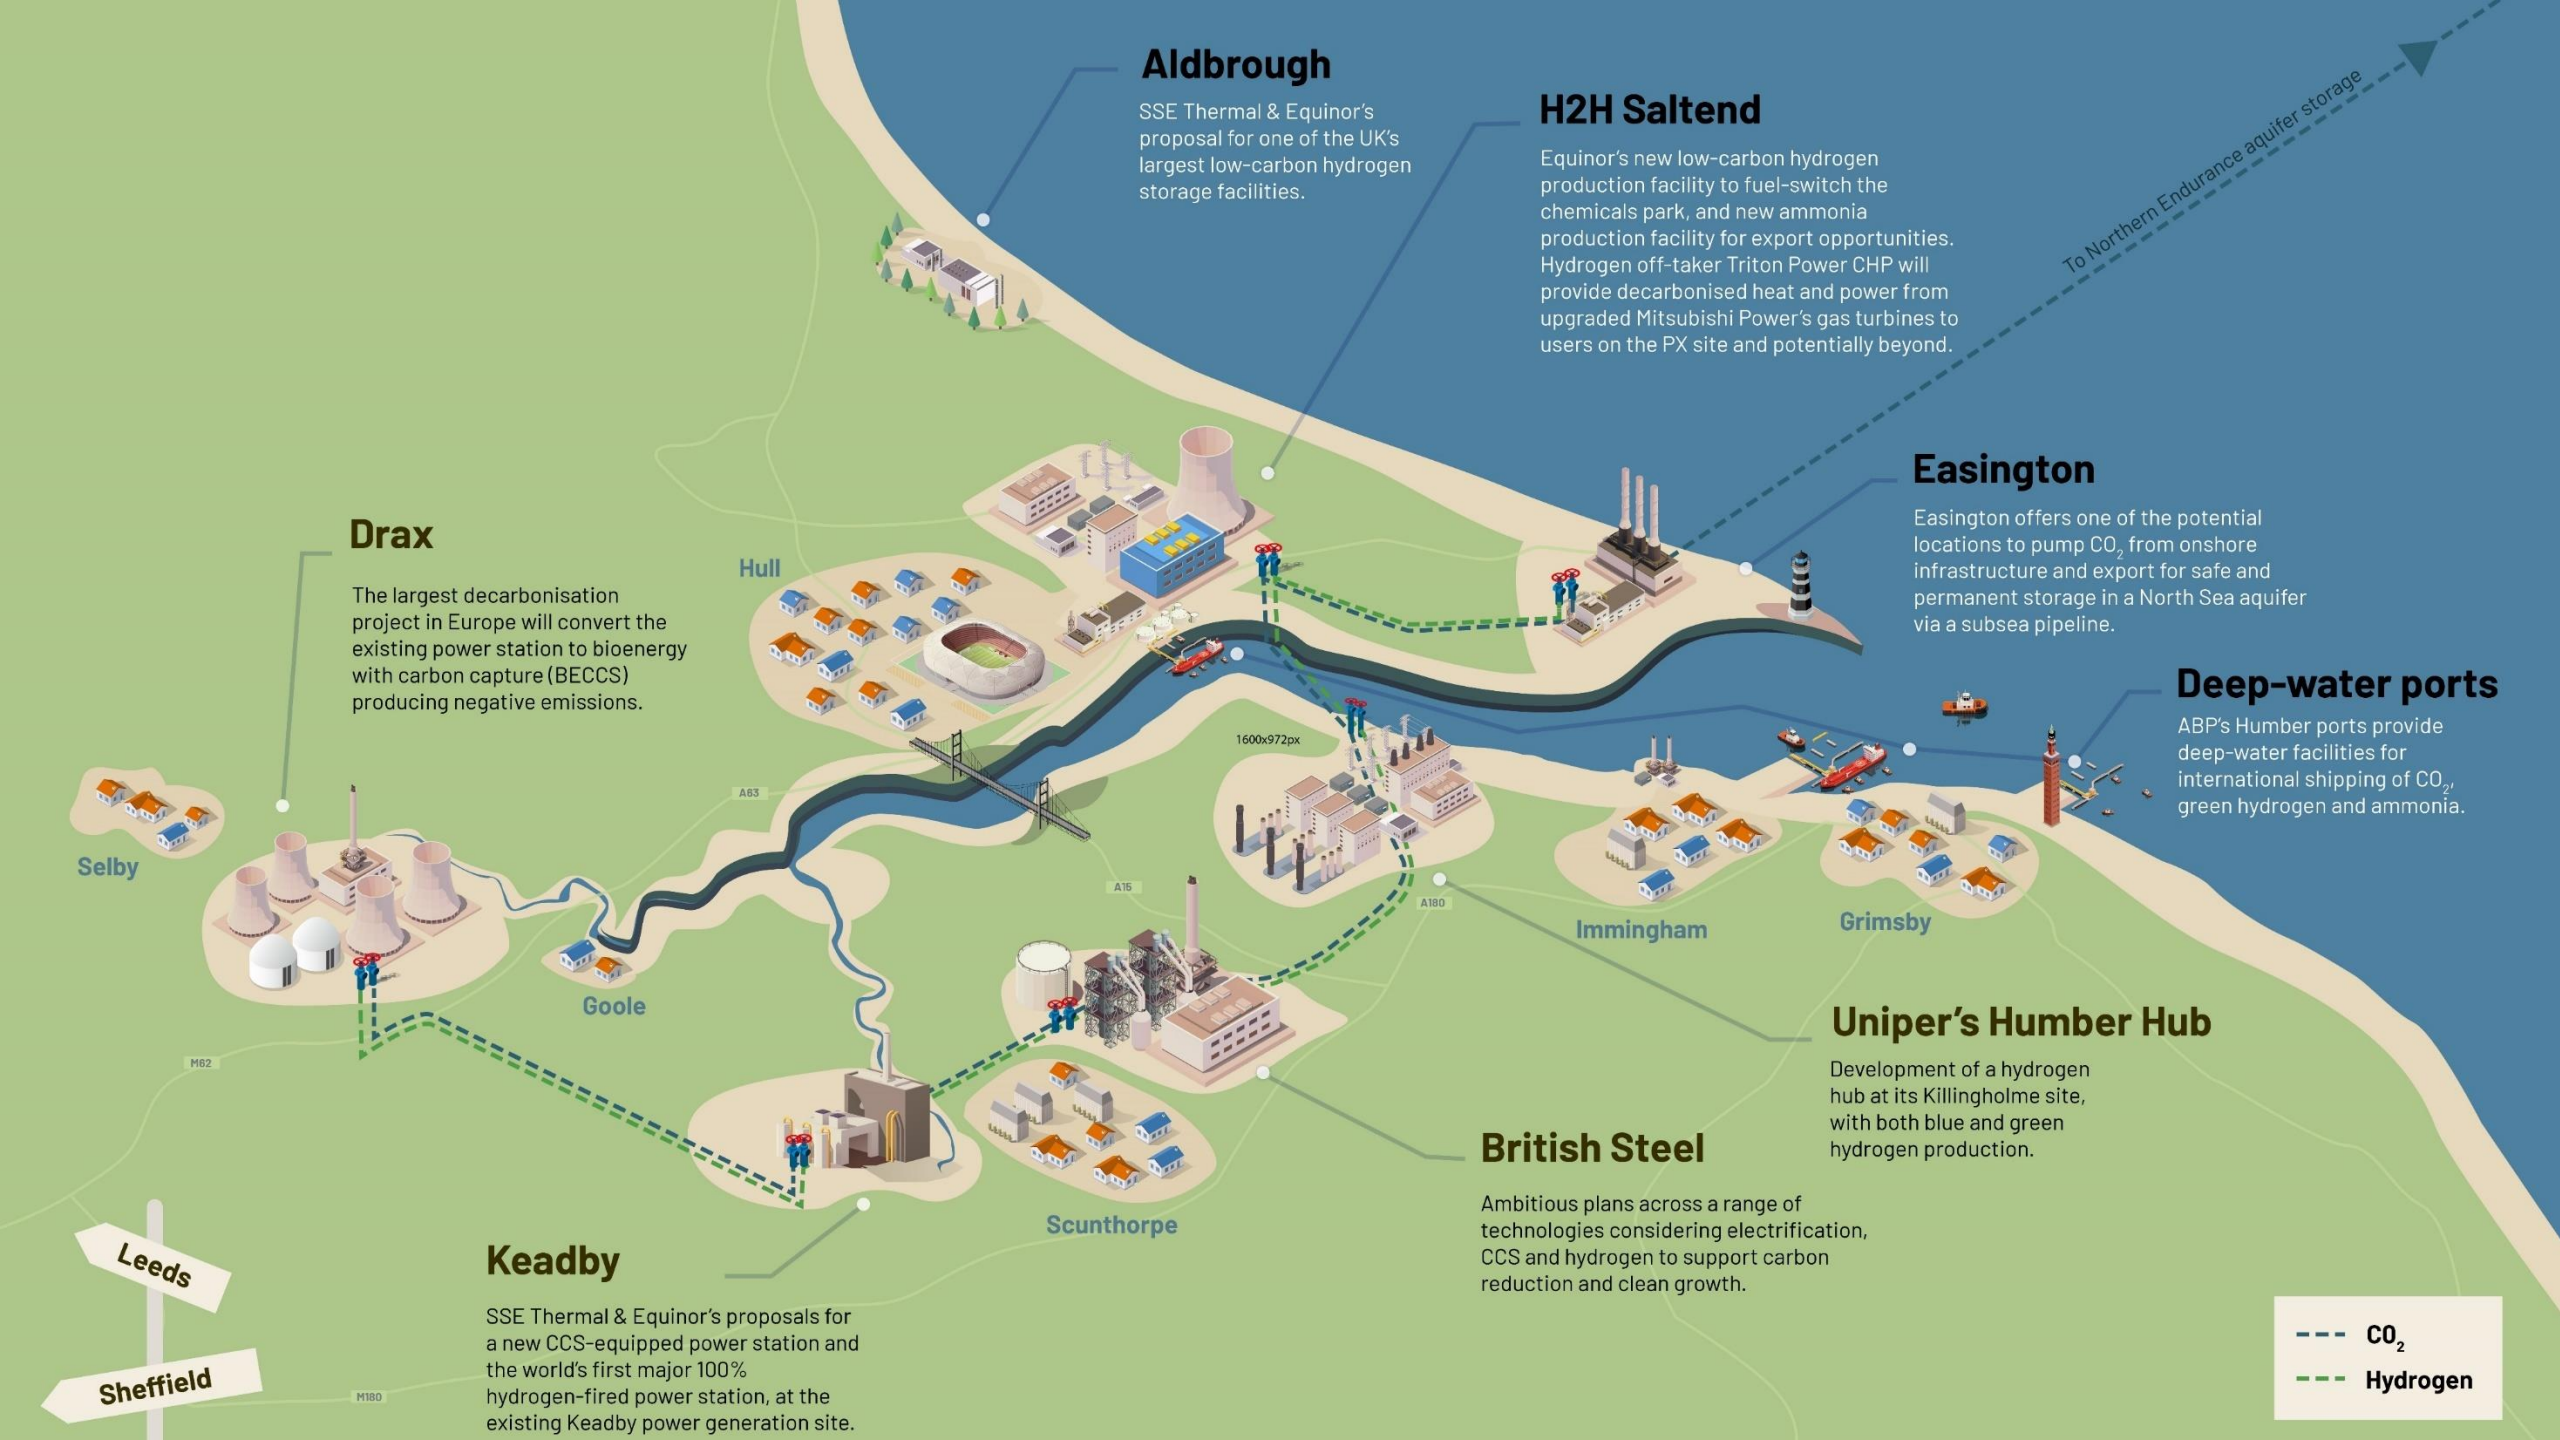 Aldbrough
SSE Thermal & Equinor's
proposal for one of the UK's
largest low-carbon hydrogen
storage facilities.
H2H Saltend
Equinor's new low-carbon hydrogen
production facility to fuel-switch the
chemicals park, and new ammonia
production facility for export opportunities.
Hydrogen off-taker Triton Power CHP will
provide decarbonised heat and power from
upgraded Mitsubishi Power's gas turbines to
users on the PX site and potentially beyond.
To Northern Endurance aquifer storage
Easington
Easington offers one of the potential
locations to pump CO₂ from onshore
infrastructure and export for safe and
permanent storage in a North Sea aquifer
via a subsea pipeline.
Drax
The largest decarbonisation
project in Europe will convert the
existing power station to bioenergy
with carbon capture (BECCS)
producing negative emissions.
Hull
Deep-water ports
ABP's Humber ports provide
deep-water facilities for
international shipping of CO₂,
green hydrogen and ammonia.
1600x972px
A63
Selby
A15
A180
Immingham
Grimsby
Goole
M62
Uniper's Humber Hub
Development of a hydrogen
hub at its Killingholme site,
with both blue and green
hydrogen production.
British Steel
Ambitious plans across a range of
technologies considering electrification,
CCS and hydrogen to support carbon
reduction and clean growth.
Scunthorpe
Keadby
SSE Thermal & Equinor's proposals for
a new CCS-equipped power station and
the world's first major 100%
hydrogen-fired power station, at the
existing Keadby power generation site.
Leeds
Sheffield
M180
CO₂
Hydrogen